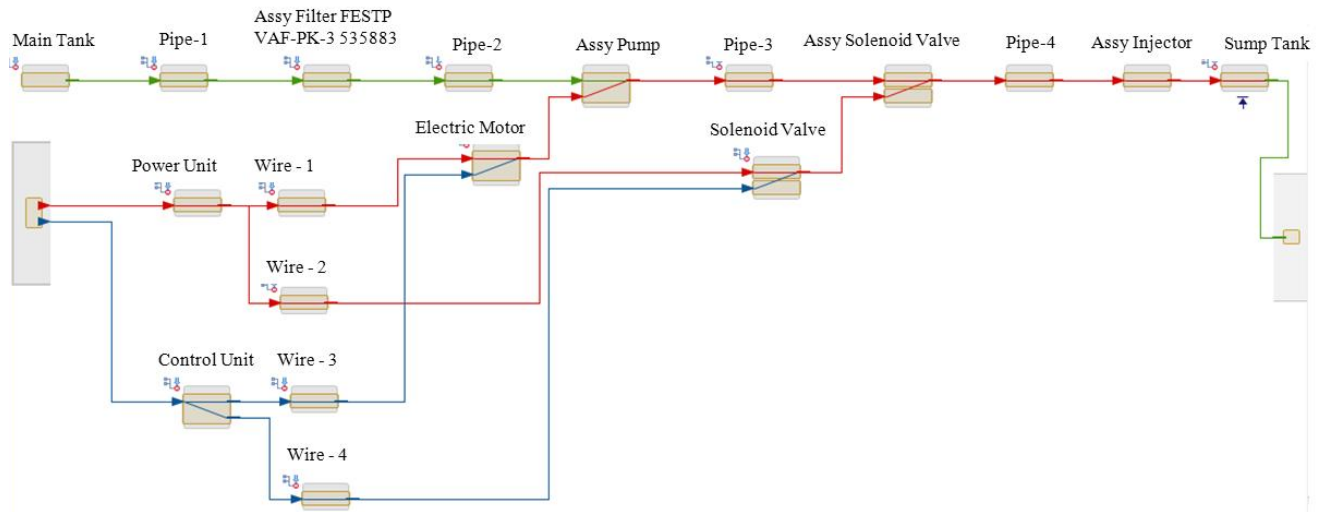 Main Tank
Pipe-1
Assy Filter FESTP
VAF-PK-3 535883
Pipe-2
Assy Pump
Pipe-3
Assy Solenoid Valve
Pipe-4
Assy Injector
Sump Tank
Electric Motor
Solenoid Valve
Power Unit
Wire - 1
Wire - 2
Control Unit
Wire - 3
Wire - 4